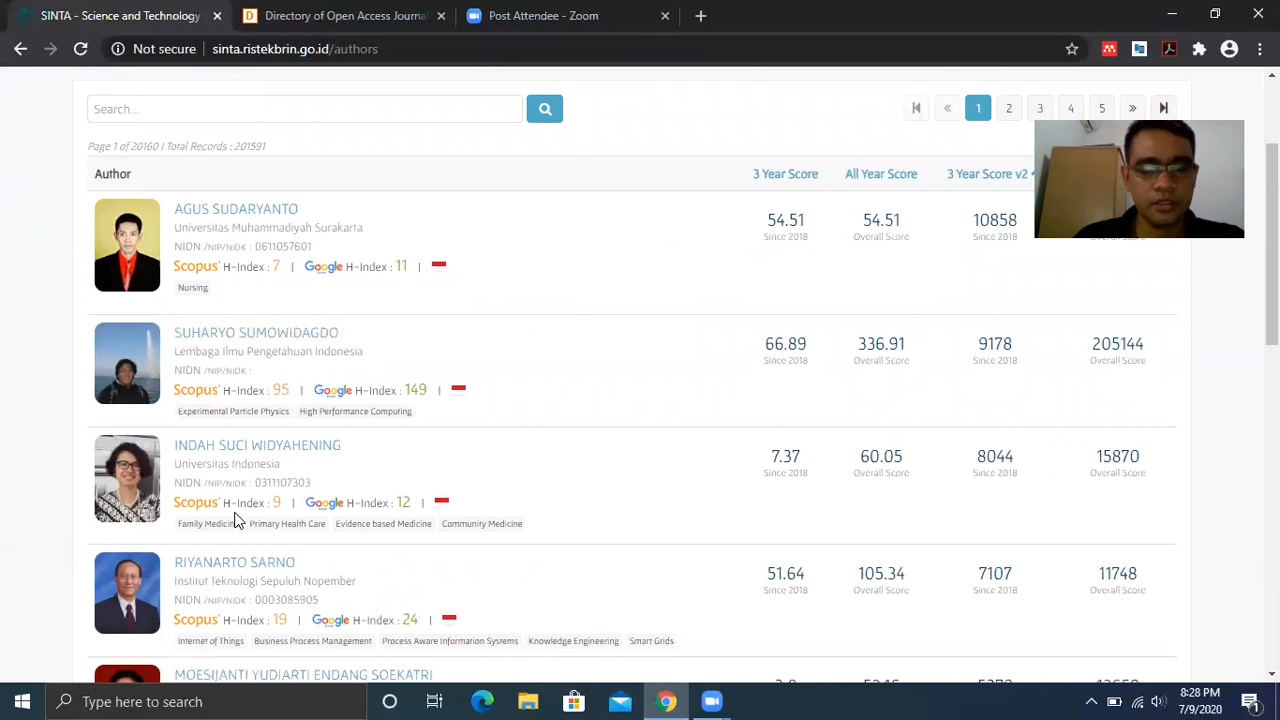 SINTA - Science and Technology I
Directory of Open Access Journal
Post Attendee - Zoom
Not secure
sinta.ristekbrin.go.id/authors
Search...
1
2
3
4
5
Page 1 of 20160 | Total Records : 201591
Author
3 Year Score
All Year Score
3 Year Score v2
AGUS SUDARYANTO
Universitas Muhammadiyah Surakarta
NIDN /NIP/NIDK : 0611057601
Scopus H-Index : 7 | Google H-Index : 11 |
Nursing
54.51
Since 2018
54.51
Overall Score
10858
Since 2018
SUHARYO SUMOWIDAGDO
Lembaga Ilmu Pengetahuan Indonesia
NIDN /NIP/NIDK :
Scopus H-Index : 95 | Google H-Index : 149 |
Experimental Particle Physics High Performance Computing
66.89
Since 2018
336.91
Overall Score
9178
Since 2018
205144
Overall Score
INDAH SUCI WIDYAHENING
Universitas Indonesia
NIDN /NIP/NIDK : 0311107303
Scopus H-Index : 9 | Google H-Index : 12 |
Family Medicin Primary Health Care Evidence based Medicine Community Medicine
7.37
Since 2018
60.05
Overall Score
8044
Since 2018
15870
Overall Score
RIYANARTO SARNO
Institut Teknologi Sepuluh Nopember
NIDN /NIP/NIDK : 0003085905
Scopus H-Index : 19 | Google H-Index : 24 |
Internet of Things Business Process Management Process Aware Information Systems Knowledge Engineering Smart Grids
51.64
Since 2018
105.34
Overall Score
7107
Since 2018
11748
Overall Score
MOESIJANTI YUDIARTI ENDANG SOEKATRI
Type here to search
8:28 PM
7/9/2020